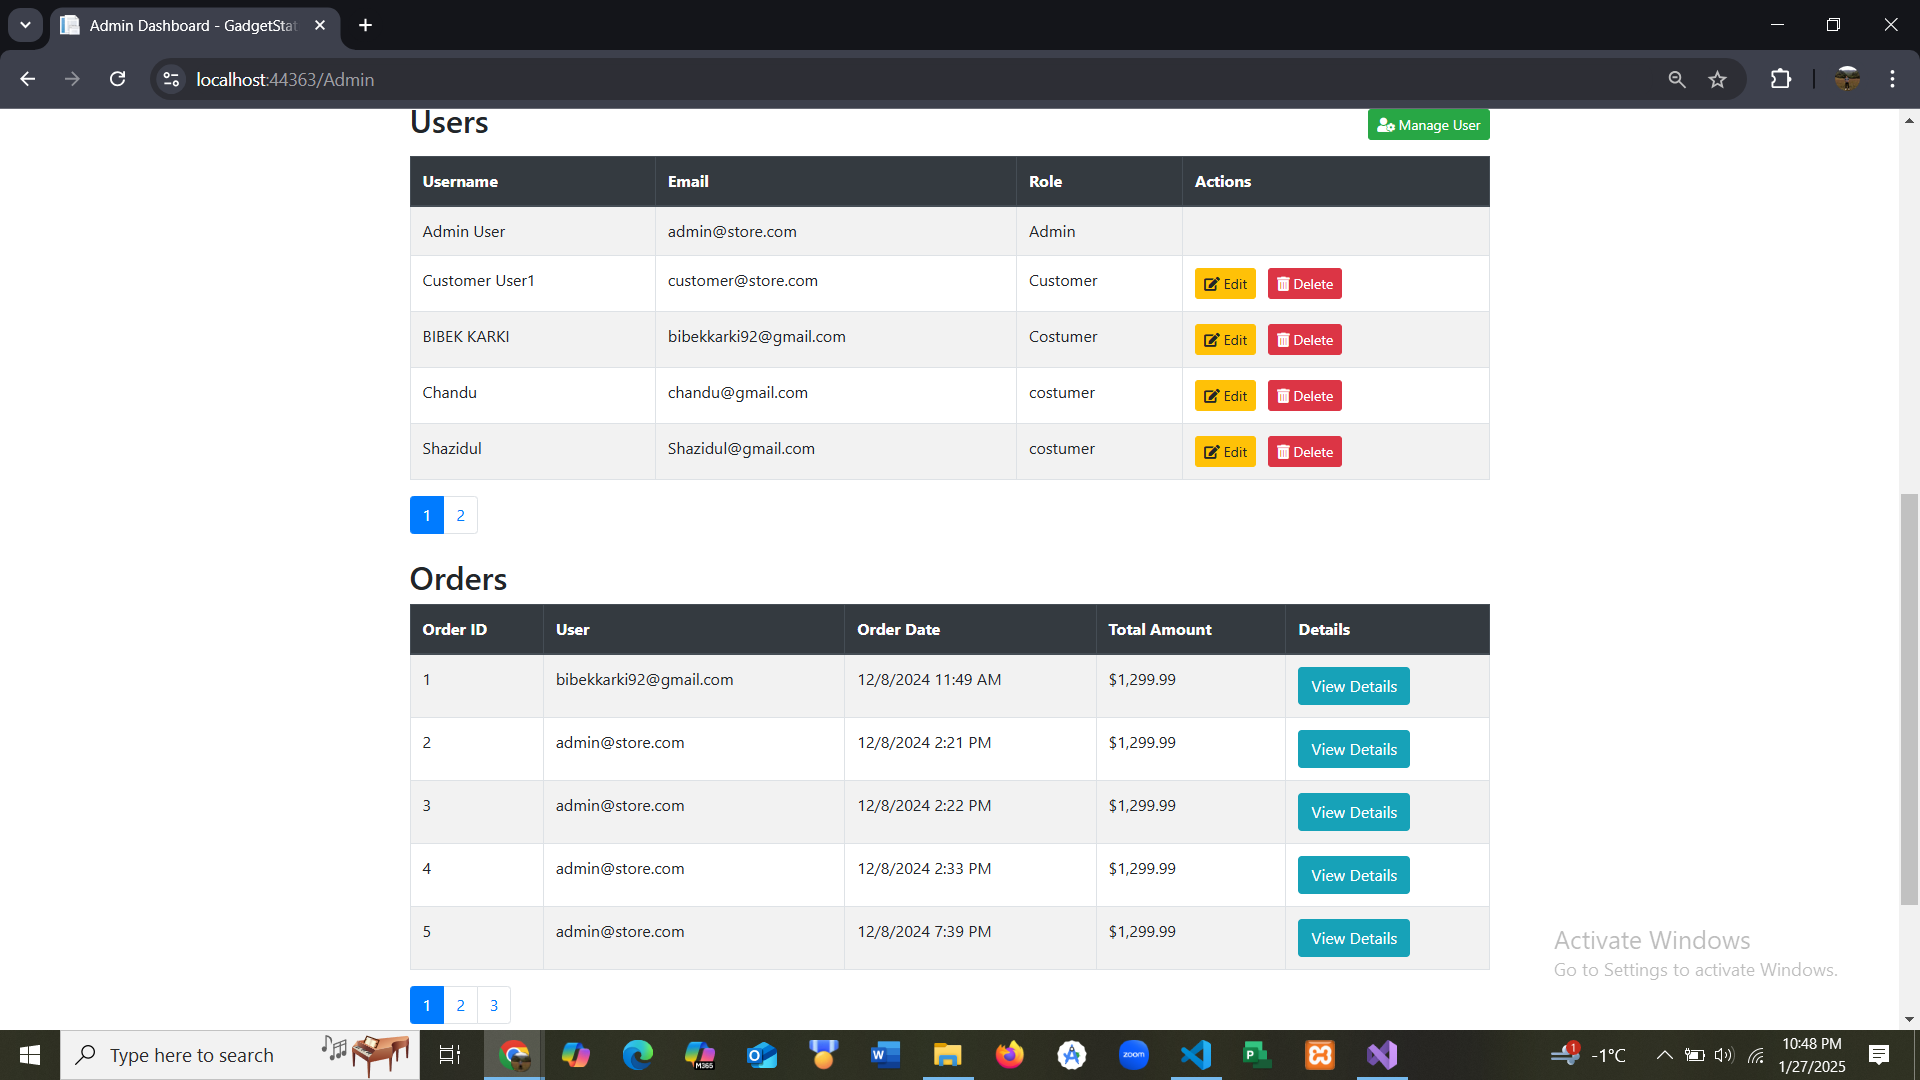 Admin Dashboard - GadgetStat
localhost:44363/Admin
Users
Manage User
Username Email Role Actions
Admin User admin@store.com Admin
Customer User1 customer@store.com Customer Edit Delete
BIBEK KARKI bibekkarki92@gmail.com Costumer Edit Delete
Chandu chandu@gmail.com costumer Edit Delete
Shazidul Shazidul@gmail.com costumer Edit Delete
1 2
Orders
Order ID User Order Date Total Amount Details
1 bibekkarki92@gmail.com 12/8/2024 11:49 AM $1,299.99 View Details
2 admin@store.com 12/8/2024 2:21 PM $1,299.99 View Details
3 admin@store.com 12/8/2024 2:22 PM $1,299.99 View Details
4 admin@store.com 12/8/2024 2:33 PM $1,299.99 View Details
5 admin@store.com 12/8/2024 7:39 PM $1,299.99 View Details
1 2 3
Activate Windows
Go to Settings to activate Windows.
Type here to search
M365
zoom
1
-1°C
10:48 PM
1/27/2025